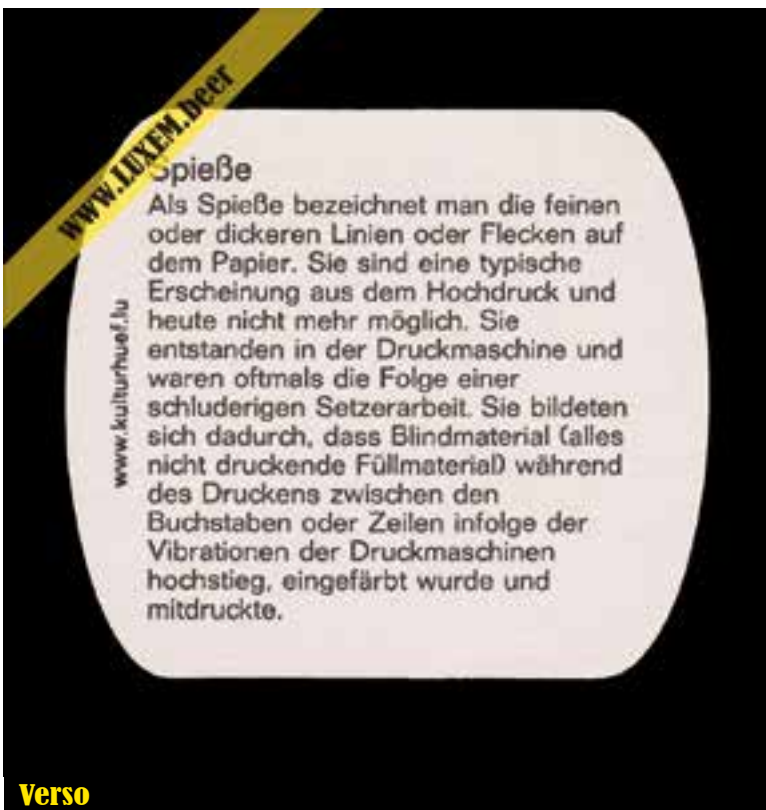 www.LUXEM.beer
Spieße
Als Spieße bezeichnet man die feinen
oder dickeren Linien oder Flecken auf
dem Papier. Sie sind eine typische
Erscheinung aus dem Hochdruck und
heute nicht mehr möglich. Sie
entstanden in der Druckmaschine und
waren oftmals die Folge einer
schluderigen Setzerarbeit. Sie bildeten
sich dadurch, dass Blindmaterial (alles
nicht druckende Füllmaterial) während
des Druckens zwischen den
Buchstaben oder Zeilen infolge der
Vibrationen der Druckmaschinen
hochstieg, eingefärbt wurde und
mitdruckte.
www.kulturhuef.lu
Verso